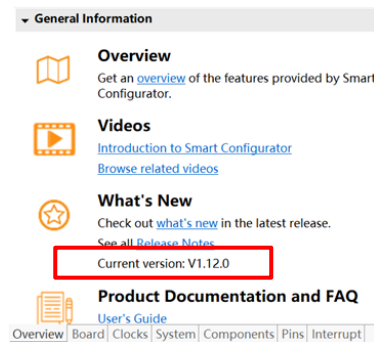 General Information
Overview
Get an overview of the features provided by Smart
Configurator.
Videos
Introduction to Smart Configurator
Browse related videos
What's New
Check out what's new in the latest release.
See all Release Notes
Current version: V1.12.0
Product Documentation and FAQ
User's Guide
Overview Board Clocks System Components Pins Interrupt